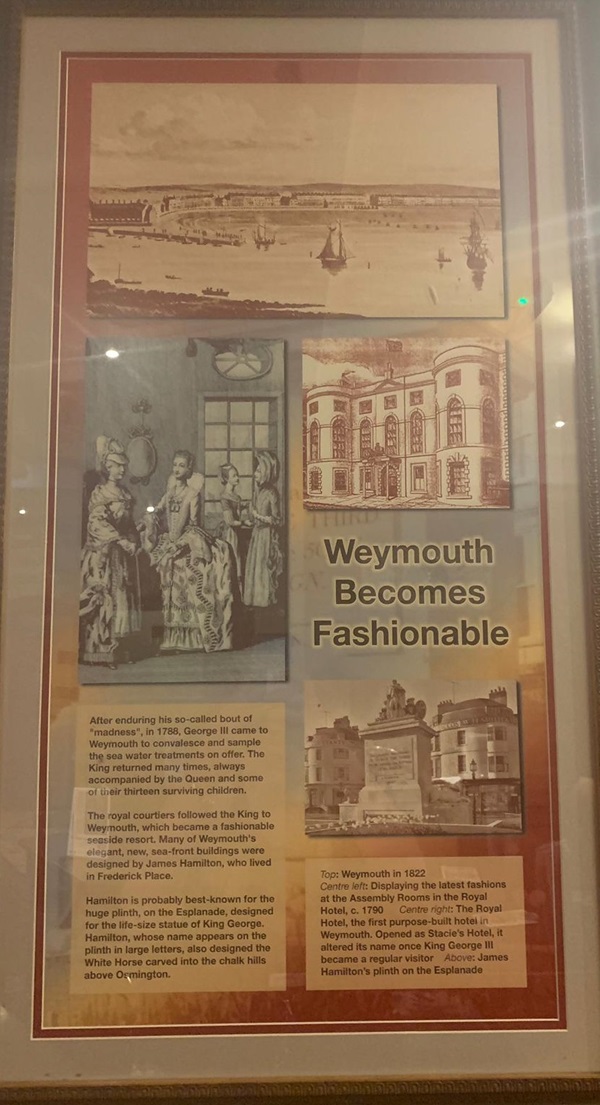 Weymouth
Becomes
Fashionable
After enduring his so-called bout of
"madness", in 1788, George III came to
Weymouth to convalesce and sample
the sea water treatments on offer. The
King returned many times, always
accompanied by the Queen and some
of their thirteen surviving children.
The royal courtiers followed the King to
Weymouth, which became a fashionable
seaside resort. Many of Weymouth's
elegant, new, sea-front buildings were
designed by James Hamilton, who lived
in Frederick Place.
Hamilton is probably best-known for the
huge plinth, on the Esplanade, designed
for the life-size statue of King George.
Hamilton, whose name appears on the
plinth in large letters, also designed the
White Horse carved into the chalk hills
above Osmington.
Top: Weymouth in 1822
Centre left: Displaying the latest fashions
at the Assembly Rooms in the Royal
Hotel, c. 1790 Centre right: The Royal
Hotel, the first purpose-built hotel in
Weymouth. Opened as Stacie's Hotel, it
altered its name once King George III
became a regular visitor Above: James
Hamilton's plinth on the Esplanade